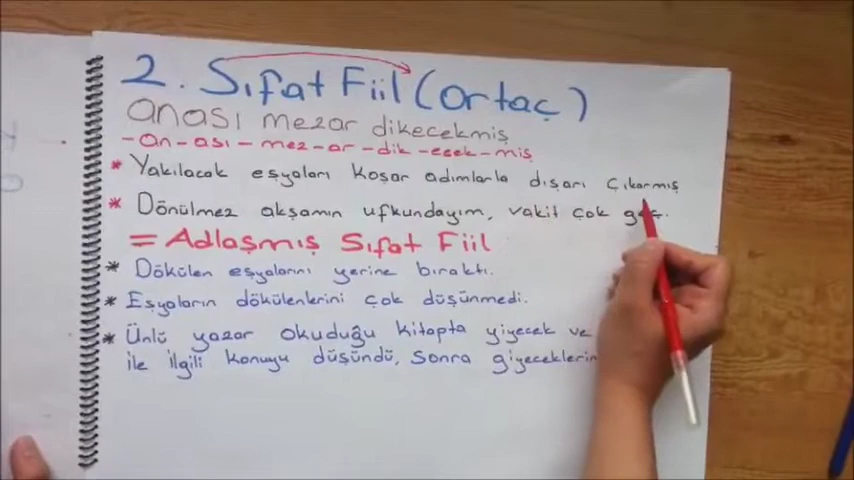 2. Sıfat Fiil (Ortaç)
anası mezar dikecekmiş
-an-ası-mez-ar-dik-ecek-miş
* Yakılacak eşyaları koşar adımlarla dışarı çıkarmış
* Dönülmez akşamın ufkundayım, vakit çok geç.
= Adlaşmış Sıfat Fiil
* Dökülen eşyalarını yerine bıraktı.
* Eşyaların dökülenlerini çok düşünmedi.
* Ünlü yazar okuduğu kitapta yiyecek ve
ile ilgili konuyu düşündü, sonra